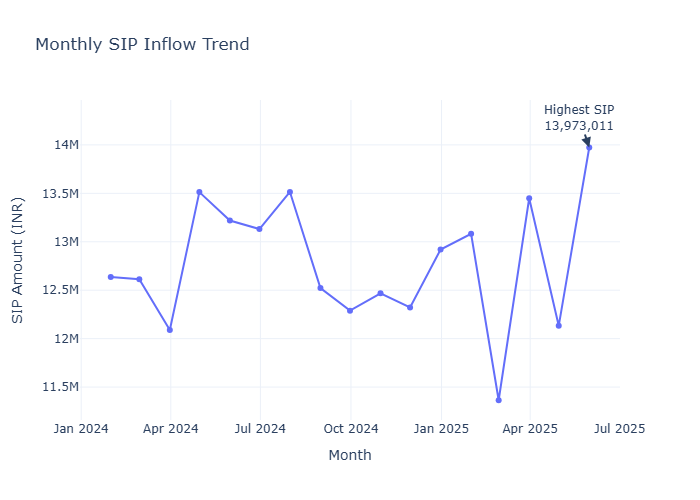 Monthly SIP Inflow Trend
Highest SIP
13,973,011
14M
13.5M
13M
12.5M
12M
11.5M
SIP Amount (INR)
Jan 2024
Apr 2024
Jul 2024
Oct 2024
Jan 2025
Apr 2025
Jul 2025
Month